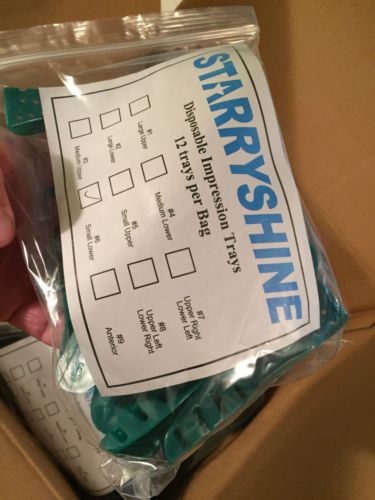 STARRYSHINE
Disposable Impression Trays
12 trays per Bag
#1
Large Upper
#2
Large Lower
#3
Medium Upper
#4
Medium Lower
#5
Small Upper
#6
Small Lower
#7
Upper Right
Lower Left
#8
Upper Left
Lower Right
#9
Anterior